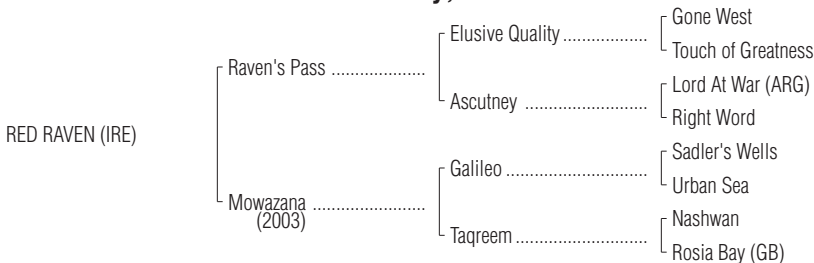 Gone West
Elusive Quality ..................
Touch of Greatness
Raven's Pass ....................
Lord At War (ARG)
Ascutney ..........................
Right Word
RED RAVEN (IRE)
Sadler's Wells
Galileo ..............................
Urban Sea
Mowazana ........................
(2003)
Nashwan
Taqreem ............................
Rosia Bay (GB)